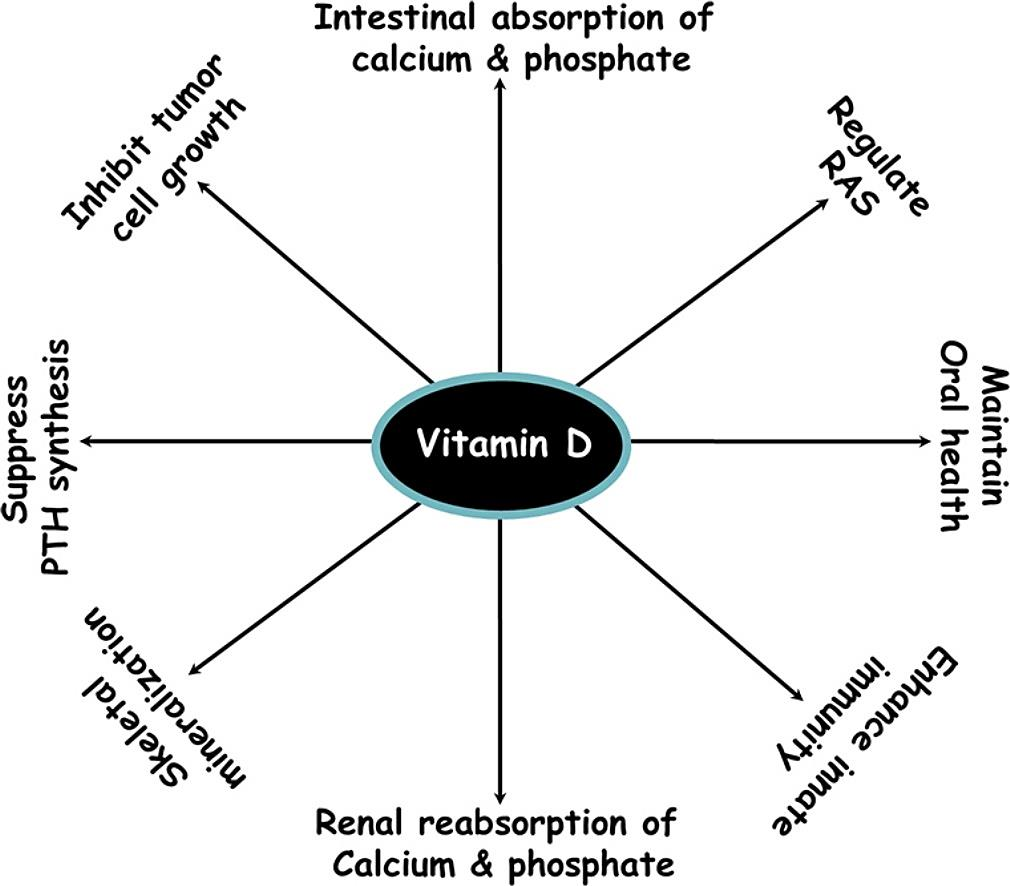 Intestinal absorption of
calcium & phosphate
Inhibit tumor
cell growth
Regulate
RAS
Suppress
PTH synthesis
Vitamin D
Maintain
Oral health
Skeletal
mineralization
Enhance innate
immunity
Renal reabsorption of
Calcium & phosphate